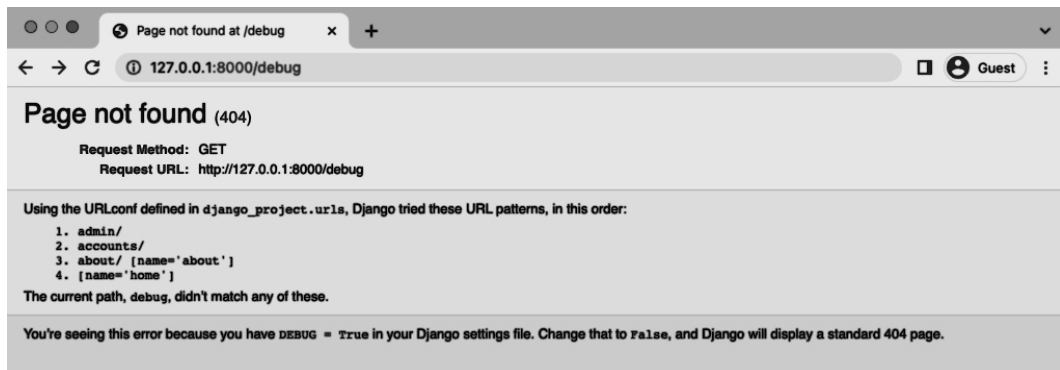 Page not found at /debug
127.0.0.1:8000/debug
Guest
Page not found (404)
Request Method: GET
Request URL: http://127.0.0.1:8000/debug
Using the URLconf defined in django_project.urls, Django tried these URL patterns, in this order:
1. admin/
2. accounts/
3. about/ [name='about']
4. [name='home']
The current path, debug, didn't match any of these.
You're seeing this error because you have DEBUG = True in your Django settings file. Change that to False, and Django will display a standard 404 page.